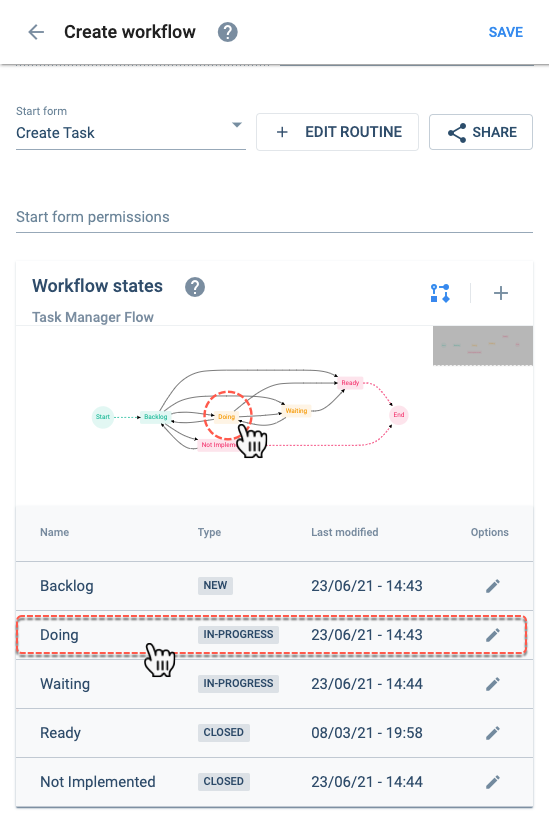 Create workflow ?
SAVE
Start form
Create Task
EDIT ROUTINE
SHARE
Start form permissions
Workflow states ?
Task Manager Flow
Ready
Start
Backlog
Doing
Waiting
End
Not Implem
Name Type Last modified Options
Backlog NEW 23/06/21 - 14:43
Doing IN-PROGRESS 23/06/21 - 14:43
Waiting IN-PROGRESS 23/06/21 - 14:44
Ready CLOSED 08/03/21 - 19:58
Not Implemented CLOSED 23/06/21 - 14:44